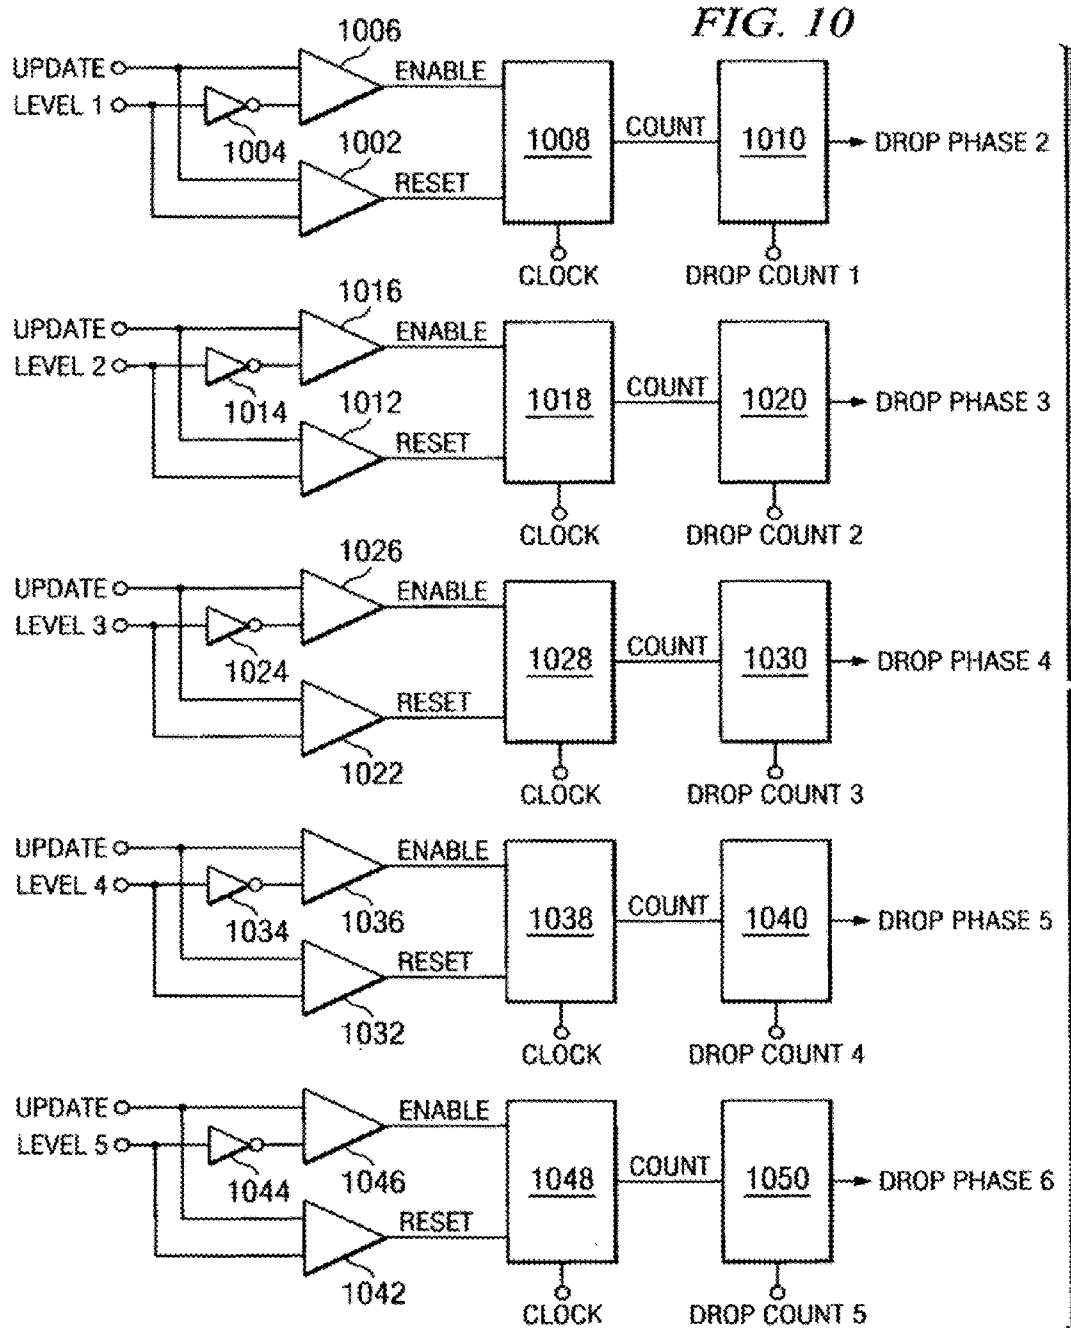 FIG. 10
1006
UPDATE
ENABLE
LEVEL 1
1004
1002
1008
COUNT
1010
DROP PHASE 2
RESET
CLOCK
DROP COUNT 1
1016
UPDATE
ENABLE
LEVEL 2
1014
1012
1018
COUNT
1020
DROP PHASE 3
RESET
CLOCK
DROP COUNT 2
1026
UPDATE
ENABLE
LEVEL 3
1024
1028
COUNT
1030
DROP PHASE 4
RESET
1022
CLOCK
DROP COUNT 3
UPDATE
ENABLE
LEVEL 4
1034
1036
1038
COUNT
1040
DROP PHASE 5
RESET
1032
CLOCK
DROP COUNT 4
UPDATE
ENABLE
LEVEL 5
1044
1046
1048
COUNT
1050
DROP PHASE 6
RESET
1042
CLOCK
DROP COUNT 5